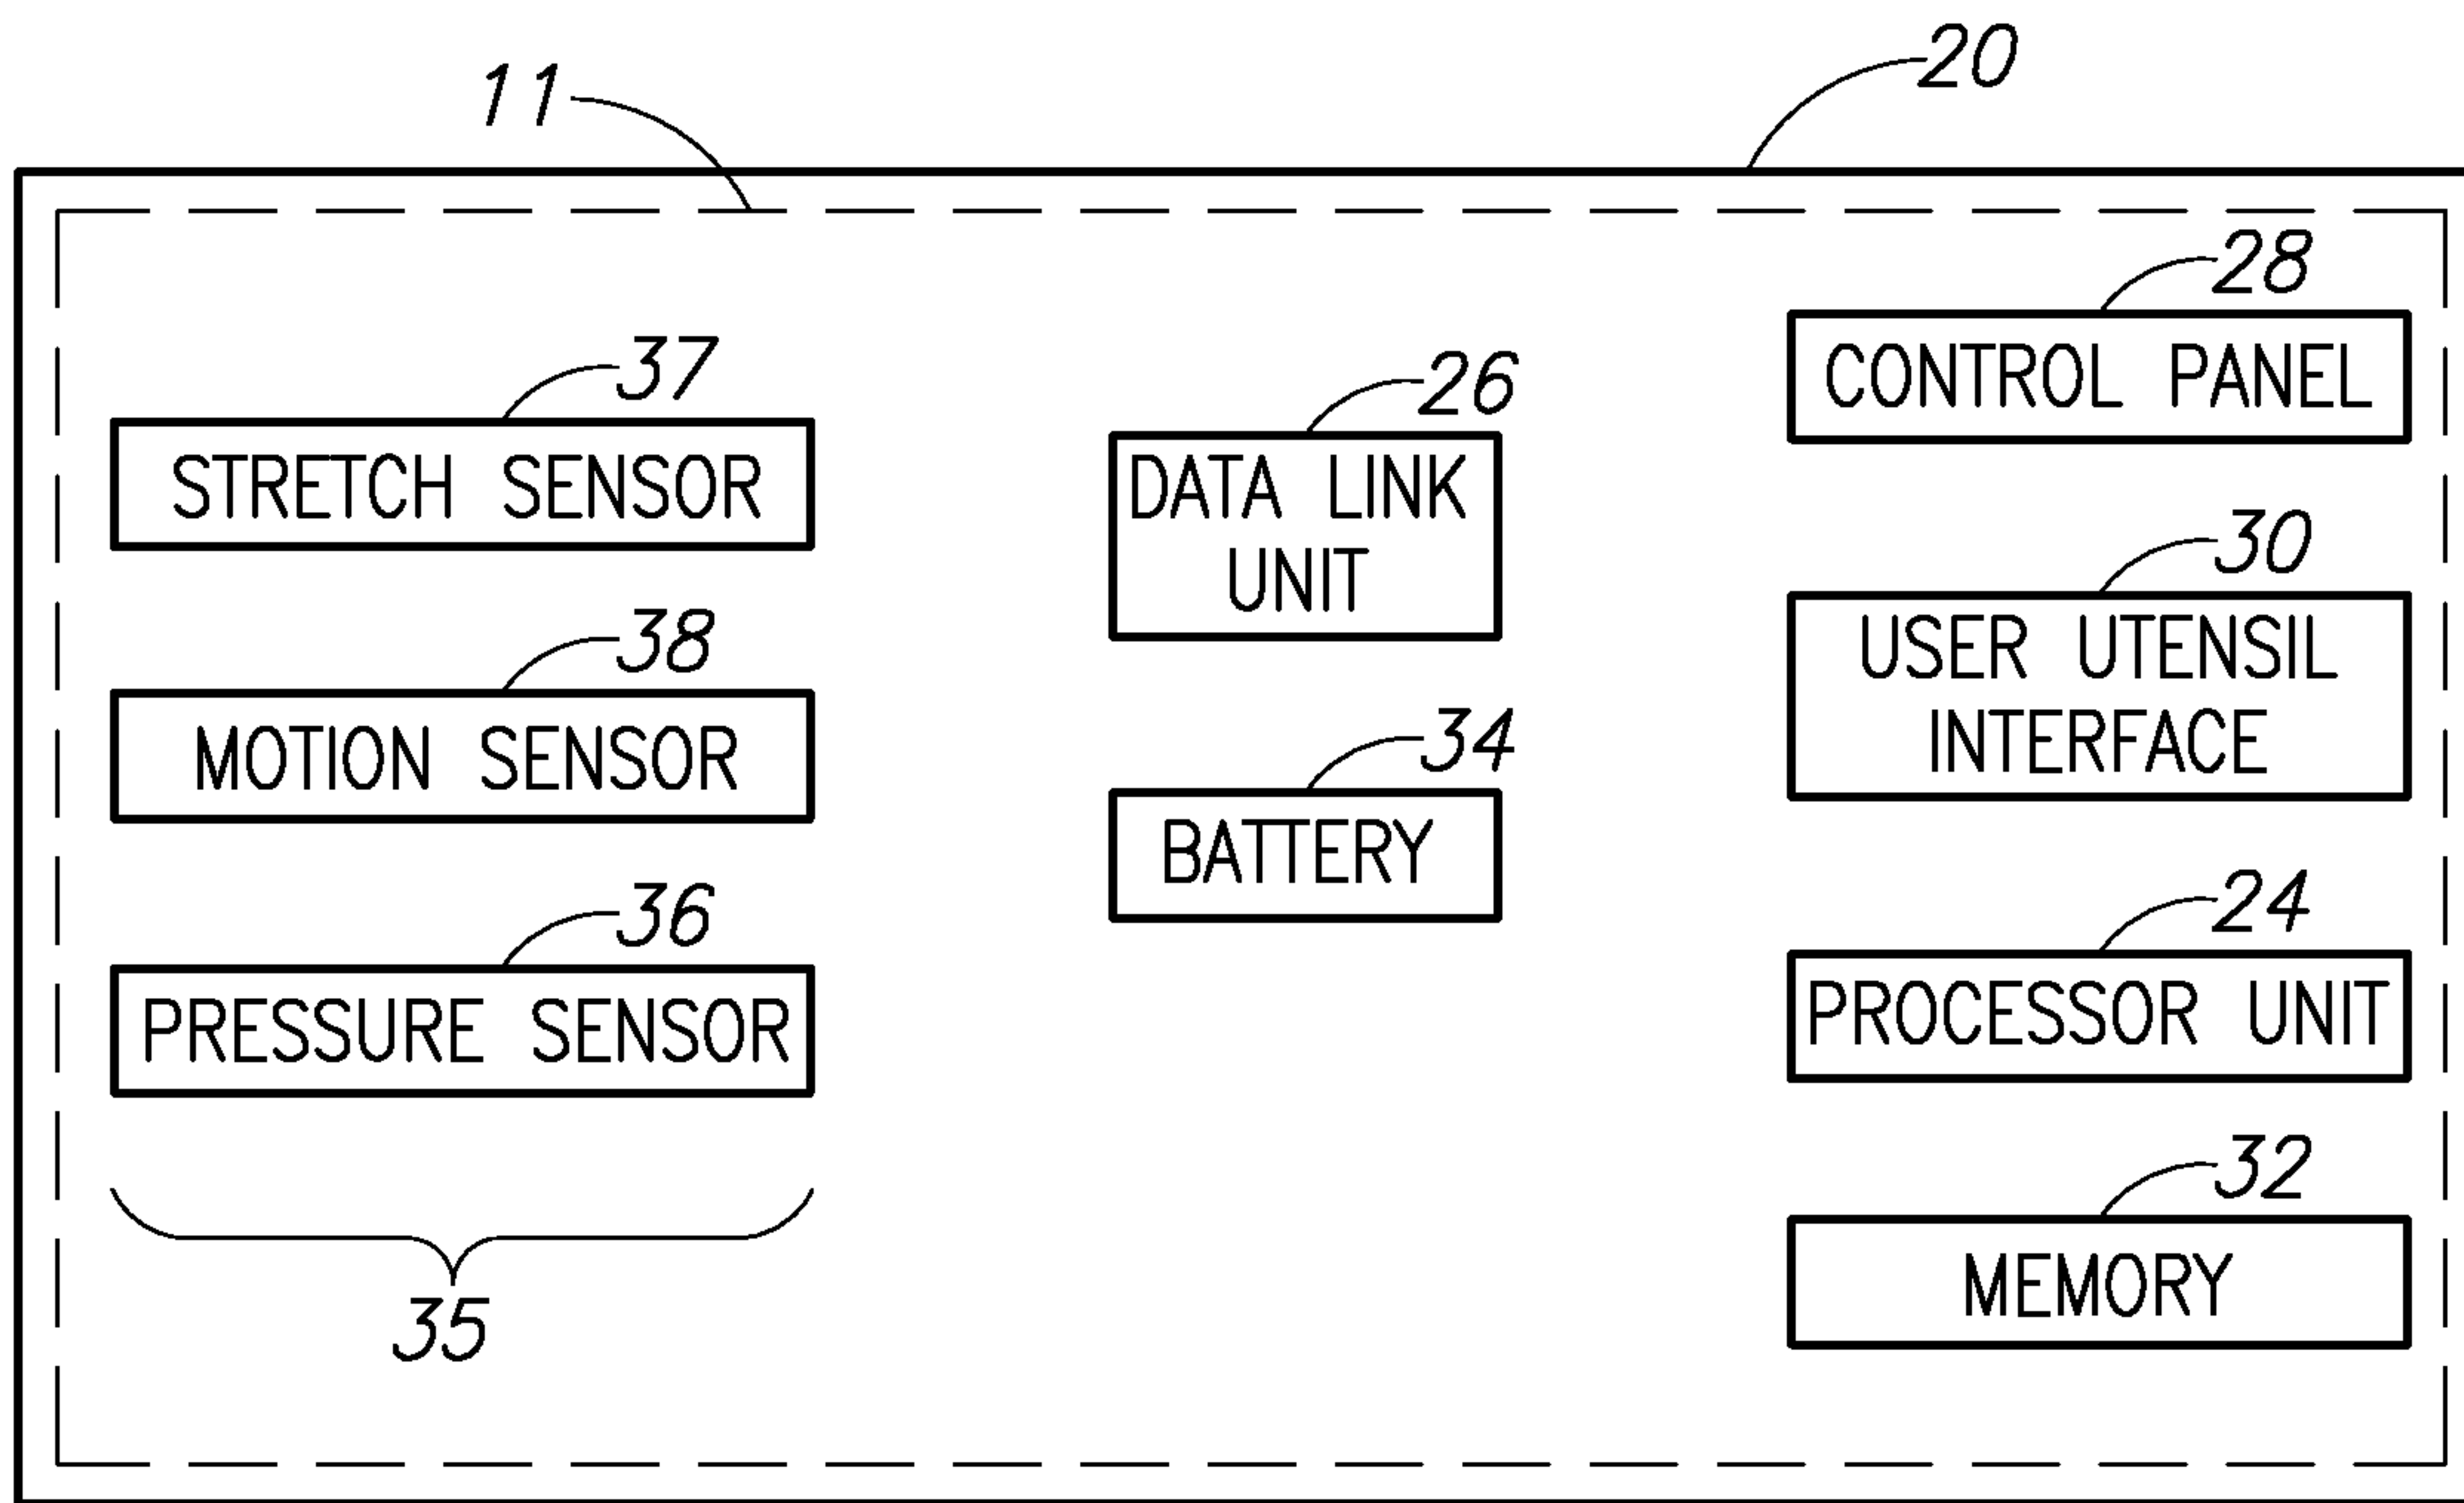 11
20
37
STRETCH SENSOR
38
MOTION SENSOR
36
PRESSURE SENSOR
35
26
DATA LINK
UNIT
34
BATTERY
28
CONTROL PANEL
30
USER UTENSIL
INTERFACE
24
PROCESSOR UNIT
32
MEMORY